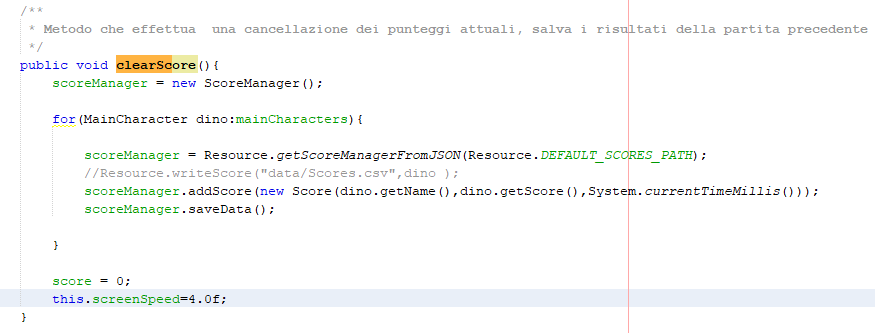 /**
 * Metodo che effettua  una cancellazione dei punteggi attuali, salva i risultati della partita precedente
 */
public void clearScore(){
    scoreManager = new ScoreManager();
    for(MainCharacter dino:mainCharacters){
        scoreManager = Resource.getScoreManagerFromJSON(Resource.DEFAULT_SCORES_PATH);
        //Resource.writeScore("data/Scores.csv",dino );
        scoreManager.addScore(new Score(dino.getName(),dino.getScore(),System.currentTimeMillis()));
        scoreManager.saveData();
    }
    score = 0;
    this.screenSpeed=4.0f;
}